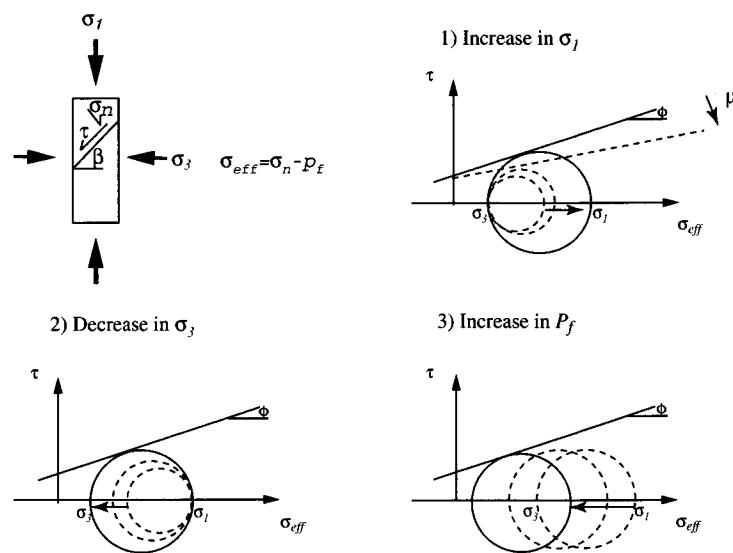 σ1
σn
τ
β
σ3
σeff=σn-pf
1) Increase in σ1
τ
ϕ
μ
σ3
σ1
σeff
2) Decrease in σ3
τ
ϕ
σ3
σ1
σeff
3) Increase in Pf
τ
ϕ
σ3
σ1
σeff